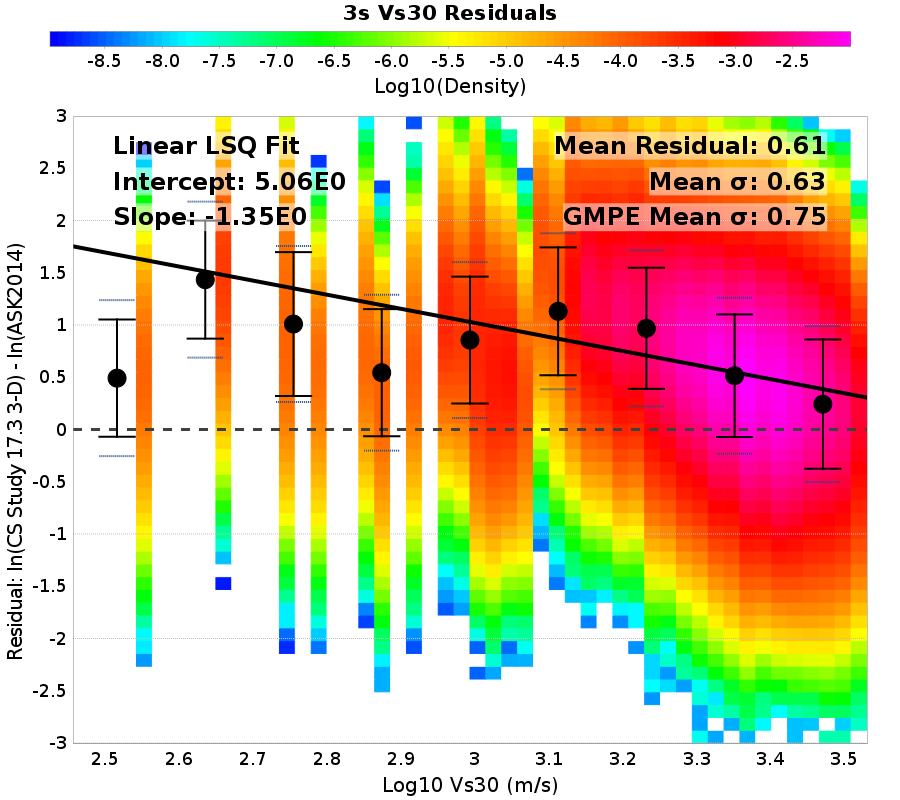 3s Vs30 Residuals
-8.5 -8.0 -7.5 -7.0 -6.5 -6.0 -5.5 -5.0 -4.5 -4.0 -3.5 -3.0 -2.5
Log10(Density)
Linear LSQ Fit
Intercept: 5.06E0
Slope: -1.35E0
Mean Residual: 0.61
Mean σ: 0.63
GMPE Mean σ: 0.75
Residual: ln(CS Study 17.3 3-D) - ln(ASK2014)
3
2.5
2
1.5
1
0.5
0
-0.5
-1
-1.5
-2
-2.5
-3
2.5 2.6 2.7 2.8 2.9 3 3.1 3.2 3.3 3.4 3.5
Log10 Vs30 (m/s)